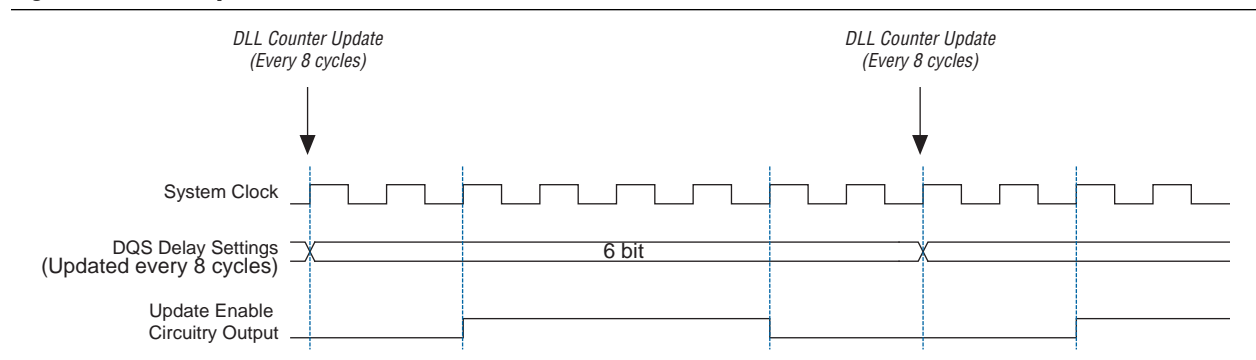 DLL Counter Update
(Every 8 cycles)
DLL Counter Update
(Every 8 cycles)
System Clock
DQS Delay Settings
(Updated every 8 cycles)
6 bit
Update Enable
Circuitry Output